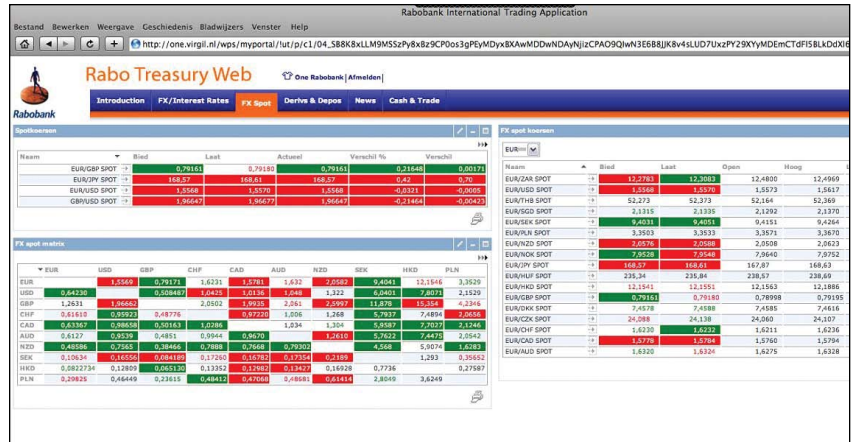 Rabobank International Trading Application
Bestand Bewerken Weergave Geschiedenis Bladwijzers Venster Help
Rabo Treasury Web
One Rabobank | Afmelden |
Rabobank
Introduction FX/Interest Rates FX Spot Derivs & Depos News Cash & Trade
Spotkoersen
Naam Bied Laat Actueel Verschil % Verschil
EUR/GBP SPOT 0,79161 0,79180 0,79161 0,21648 0,00171
EUR/JPY SPOT 168,57 168,61 168,57 0,42 0,70
EUR/USD SPOT 1,5568 1,5570 1,5568 -0,0321 -0,0005
GBP/USD SPOT 1,96647 1,96677 1,96647 -0,21464 -0,00423
FX spot matrix
EUR USD GBP CHF CAD AUD NZD SEK HKD PLN
EUR 1,5569 0,79171 1,6231 1,5781 1,632 2,0582 9,4041 12,1546 3,3529
USD 0,64230 0,508487 1,0425 1,0136 1,048 1,322 6,0401 7,8071 2,1529
GBP 1,2631 1,96662 2,0502 1,9935 2,061 2,5997 11,878 15,354 4,2346
CHF 0,61610 0,95923 0,48776 0,97220 1,006 1,268 5,7937 7,4894 2,0656
CAD 0,63367 0,98658 0,50163 1,0286 1,034 1,304 5,9587 7,7027 2,1246
AUD 0,6127 0,9539 0,4851 0,9944 0,9670 1,2610 5,7622 7,4475 2,0542
NZD 0,48586 0,7565 0,38466 0,7888 0,7668 0,79302 4,568 5,9074 1,6283
SEK 0,10634 0,16556 0,084189 0,17260 0,16782 0,17354 0,2189 1,293 0,35652
HKD 0,0822734 0,12809 0,065130 0,13352 0,12982 0,13427 0,16928 0,7736 0,27587
PLN 0,29825 0,46449 0,23615 0,48412 0,47060 0,48681 0,61414 2,8049 3,6249
FX spot koersen
EUR==
Naam Bied Laat Open Hoog
EUR/ZAR SPOT 12,2783 12,3083 12,4800 12,4969
EUR/USD SPOT 1,5568 1,5570 1,5573 1,5617
EUR/THB SPOT 52,273 52,373 52,164 52,369
EUR/SGD SPOT 2,1315 2,1335 2,1292 2,1370
EUR/SEK SPOT 9,4031 9,4051 9,4151 9,4264
EUR/PLN SPOT 3,3503 3,3533 3,3571 3,3670
EUR/NZD SPOT 2,0576 2,0588 2,0508 2,0623
EUR/NOK SPOT 7,9528 7,9548 7,9640 7,9752
EUR/JPY SPOT 168,57 168,61 167,87 168,63
EUR/HUF SPOT 235,34 235,84 238,57 238,69
EUR/HKD SPOT 12,1541 12,1551 12,1563 12,1886
EUR/GBP SPOT 0,79161 0,79180 0,78998 0,79195
EUR/DKK SPOT 7,4578 7,4588 7,4585 7,4616
EUR/CZK SPOT 24,088 24,138 24,060 24,107
EUR/CHF SPOT 1,6230 1,6232 1,6211 1,6236
EUR/CAD SPOT 1,5778 1,5784 1,5760 1,5794
EUR/AUD SPOT 1,6320 1,6324 1,6275 1,6328